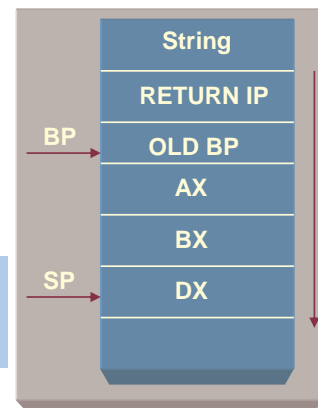 String
RETURN IP
BP
OLD BP
AX
BX
SP
DX